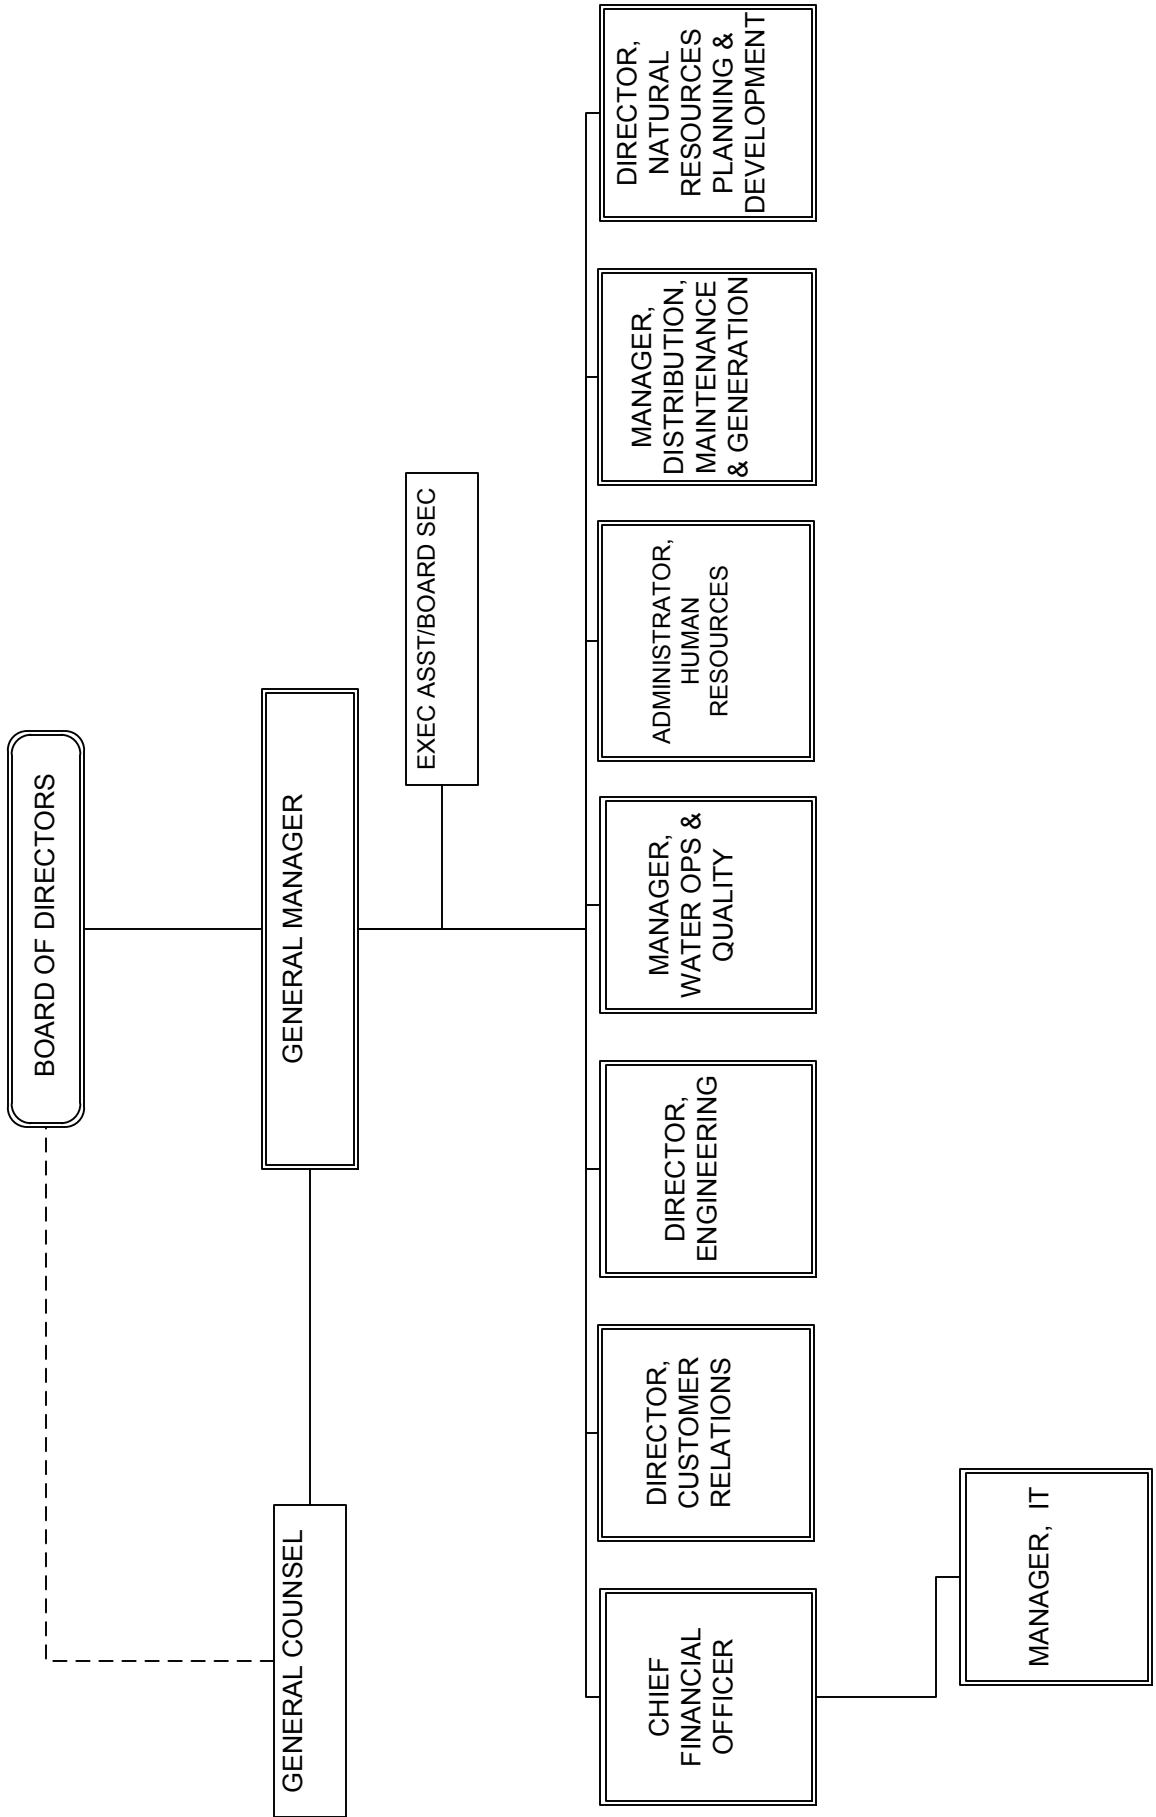 BOARD OF DIRECTORS
GENERAL COUNSEL
GENERAL MANAGER
EXEC ASST/BOARD SEC
CHIEF
FINANCIAL
OFFICER
DIRECTOR,
CUSTOMER
RELATIONS
DIRECTOR,
ENGINEERING
MANAGER,
WATER OPS &
QUALITY
ADMINISTRATOR,
HUMAN
RESOURCES
MANAGER,
DISTRIBUTION,
MAINTENANCE
& GENERATION
DIRECTOR,
NATURAL
RESOURCES
PLANNING &
DEVELOPMENT
MANAGER, IT